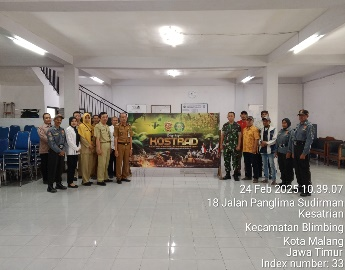 KOSTRAD
24 Feb 2025 10.39.07
18 Jalan Panglima Sudirman
Kesatrian
Kecamatan Blimbing
Kota Malang
Jawa Timur
Index number: 33